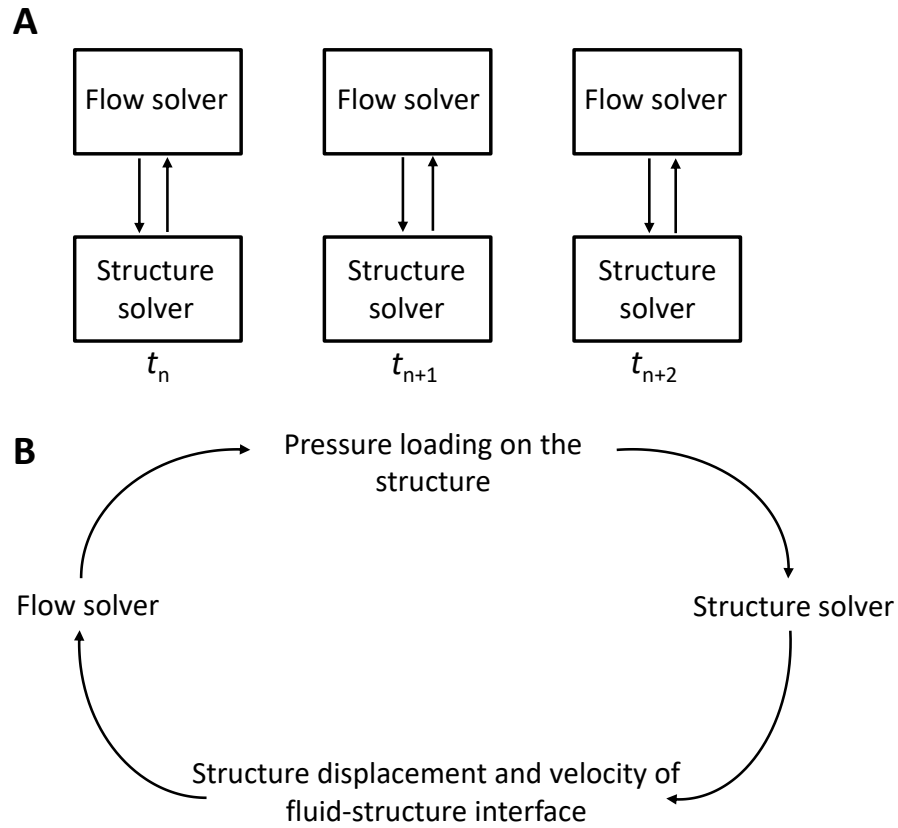 A
Flow solver
Flow solver
Flow solver
Structure
solver
Structure
solver
Structure
solver
tn
tn+1
tn+2
B
Pressure loading on the
structure
Flow solver
Structure solver
Structure displacement and velocity of
fluid-structure interface